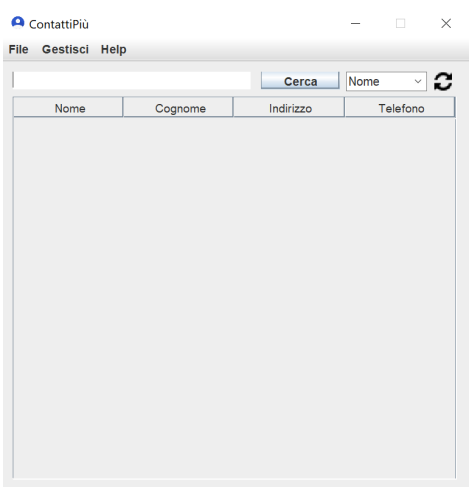 ContattiPiù
File Gestisci Help
Cerca Nome
Nome Cognome Indirizzo Telefono